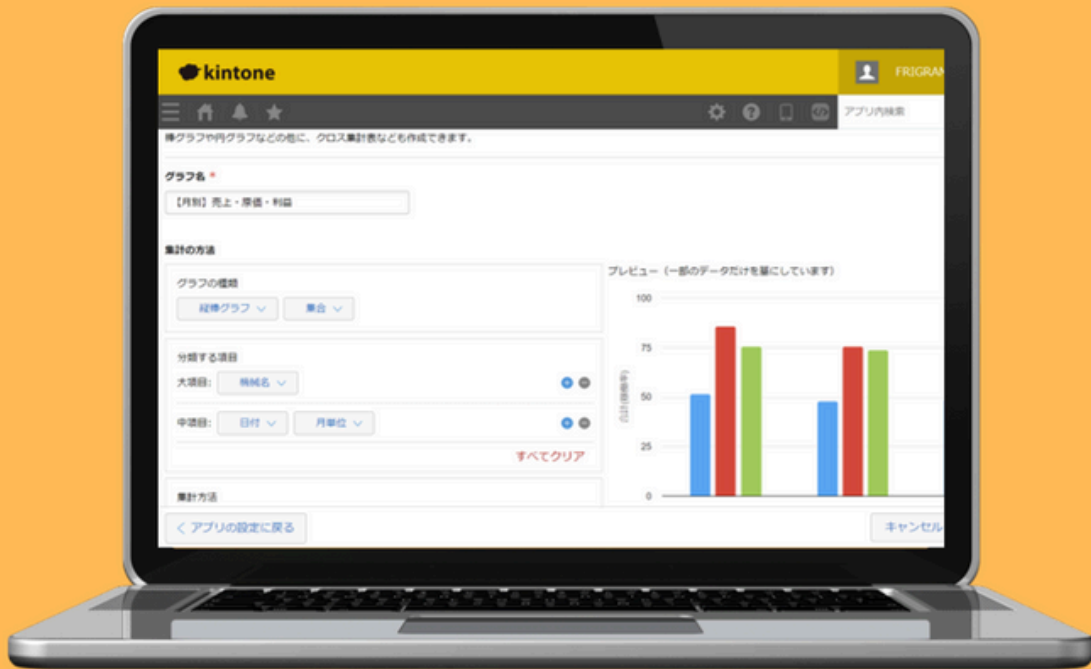 kintone
FRIGRAM
アプリ内検索
棒グラフや円グラフなどの他に、クロス集計表なども作成できます。
グラフ名 *
【月別】売上・原価・利益
集計の方法
グラフの種類
縦棒グラフ
集合
分類する項目
大項目: 機械名
中項目: 日付 月単位
すべてクリア
集計方法
プレビュー（一部のデータだけを基にしています）
100
75
50
25
0
アプリの設定に戻る
キャンセル